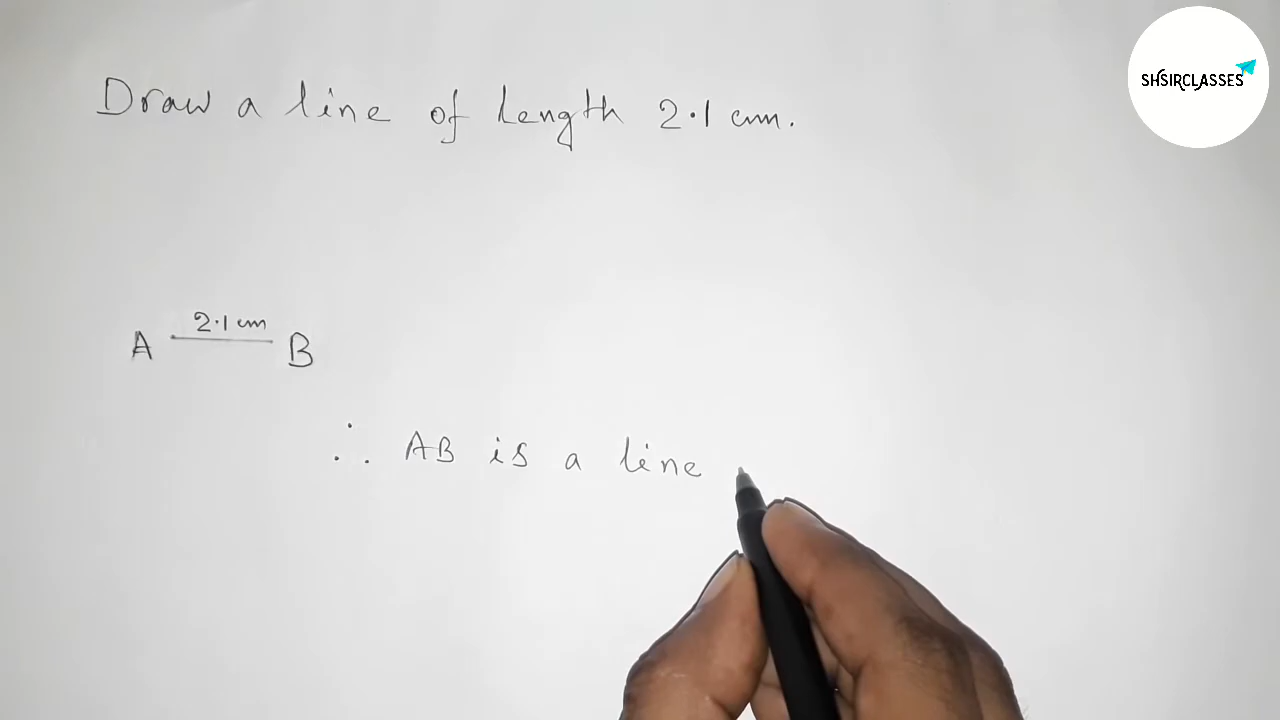 SHSIRCLASSES
Draw a line of length 2.1 cm.
2.1 cm
A B
∴ AB is a line